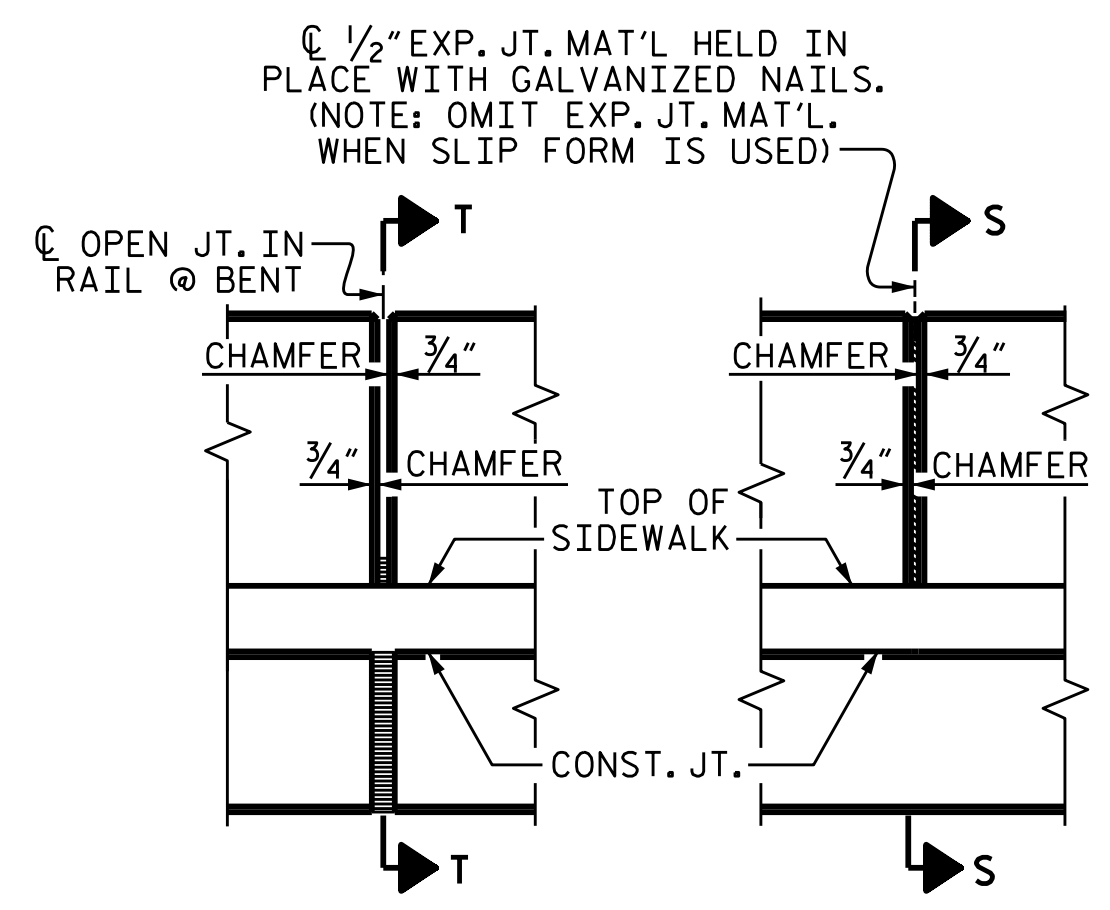 ℄ 1/2" EXP. JT. MAT'L HELD IN
PLACE WITH GALVANIZED NAILS.
(NOTE: OMIT EXP. JT. MAT'L.
WHEN SLIP FORM IS USED)
T
S
℄ OPEN JT. IN
RAIL @ BENT
CHAMFER
3/4"
CHAMFER
3/4"
3/4"
CHAMFER
3/4"
CHAMFER
TOP OF
SIDEWALK
CONST. JT.
T
S